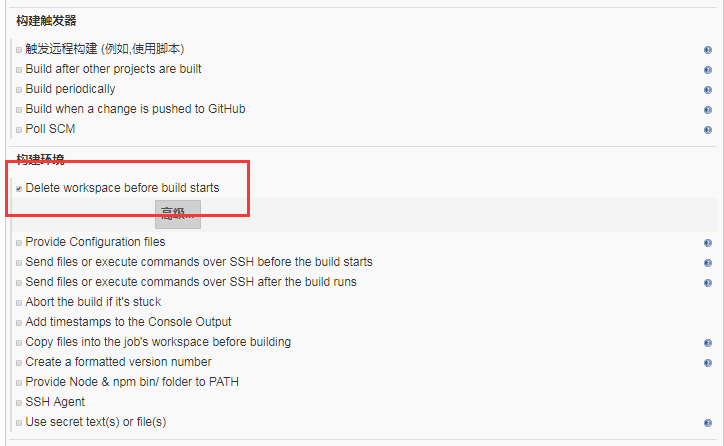 构建触发器
触发远程构建 (例如,使用脚本)
Build after other projects are built
Build periodically
Build when a change is pushed to GitHub
Poll SCM
构建环境
Delete workspace before build starts
高级...
Provide Configuration files
Send files or execute commands over SSH before the build starts
Send files or execute commands over SSH after the build runs
Abort the build if it's stuck
Add timestamps to the Console Output
Copy files into the job's workspace before building
Create a formatted version number
Provide Node & npm bin/ folder to PATH
SSH Agent
Use secret text(s) or file(s)